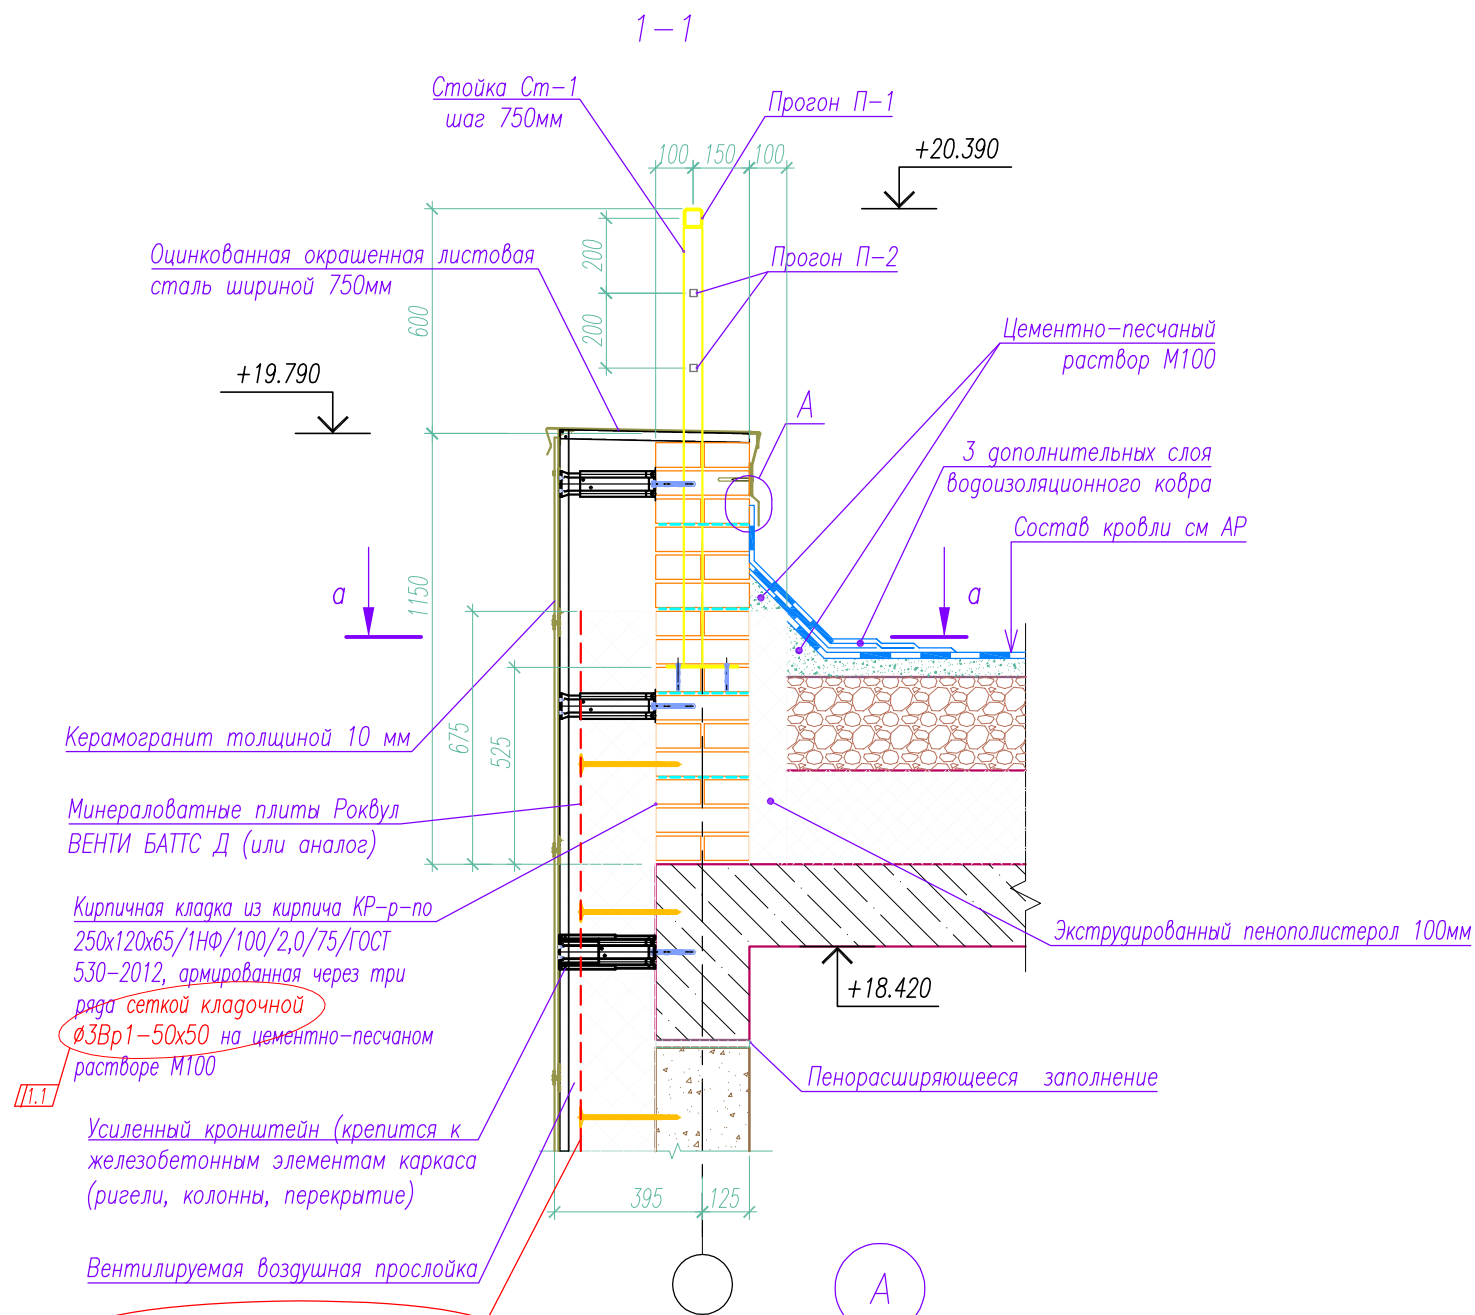 1-1
Стойка Ст-1
шаг 750мм
Прогон П-1
100
150
100
+20.390
Оцинкованная окрашенная листовая
сталь шириной 750мм
200
Прогон П-2
600
200
Цементно-песчаный
раствор М100
+19.790
А
3 дополнительных слоя
водоизоляционного ковра
Состав кровли см АР
а
а
1150
675
525
Керамогранит толщиной 10 мм
Минераловатные плиты Роквул
ВЕНТИ БАТТС Д (или аналог)
Кирпичная кладка из кирпича КР-р-по
250х120х65/1НФ/100/2,0/75/ГОСТ
530-2012, армированная через три
ряда сеткой кладочной
ø3Вр1-50х50 на цементно-песчаном
растворе М100
1.1
Экструдированный пенополистерол 100мм
+18.420
Пенорасширяющееся заполнение
Усиленный кронштейн (крепится к
железобетонным элементам каркаса
(ригели, колонны, перекрытие)
395
125
Вентилируемая воздушная прослойка
А